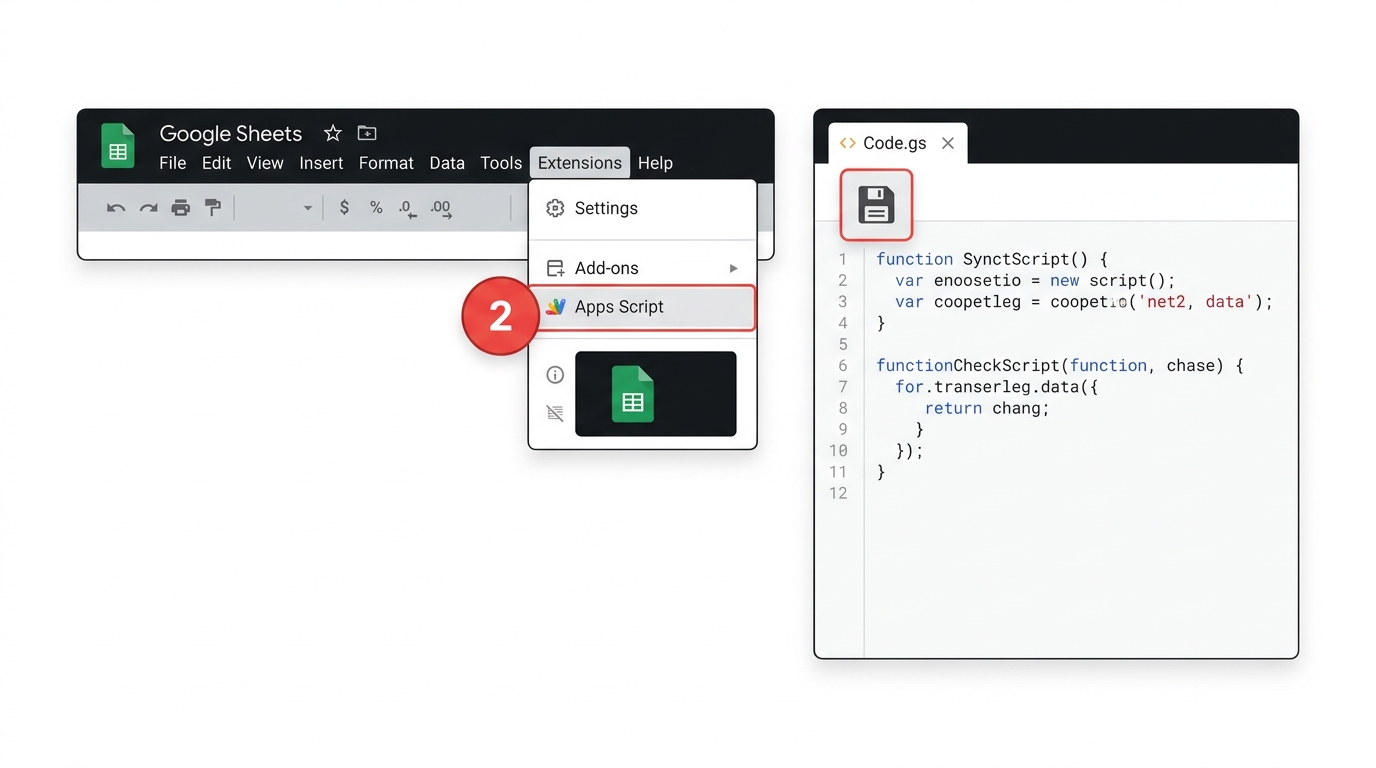 Google Sheets
File Edit View Insert Format Data Tools Extensions Help
$ % .0 .00
Settings
Add-ons
2
Apps Script
Code.gs
1 function SynctScript() {
2 var enoosetio = new script();
3 var coopetleg = ('net2, data');
4 }
5
6 functionCheckScript(function, chase) {
7 for.transerleg.data({
8 return chang;
9 }
10 });
11 }
12